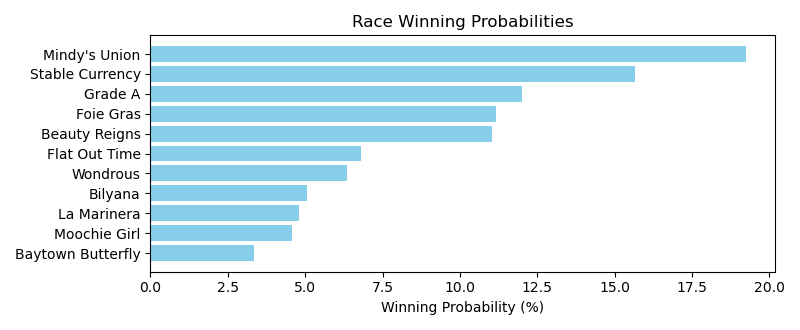 Race Winning Probabilities
Mindy's Union
Stable Currency
Grade A
Foie Gras
Beauty Reigns
Flat Out Time
Wondrous
Bilyana
La Marinera
Moochie Girl
Baytown Butterfly
0.0 2.5 5.0 7.5 10.0 12.5 15.0 17.5 20.0
Winning Probability (%)